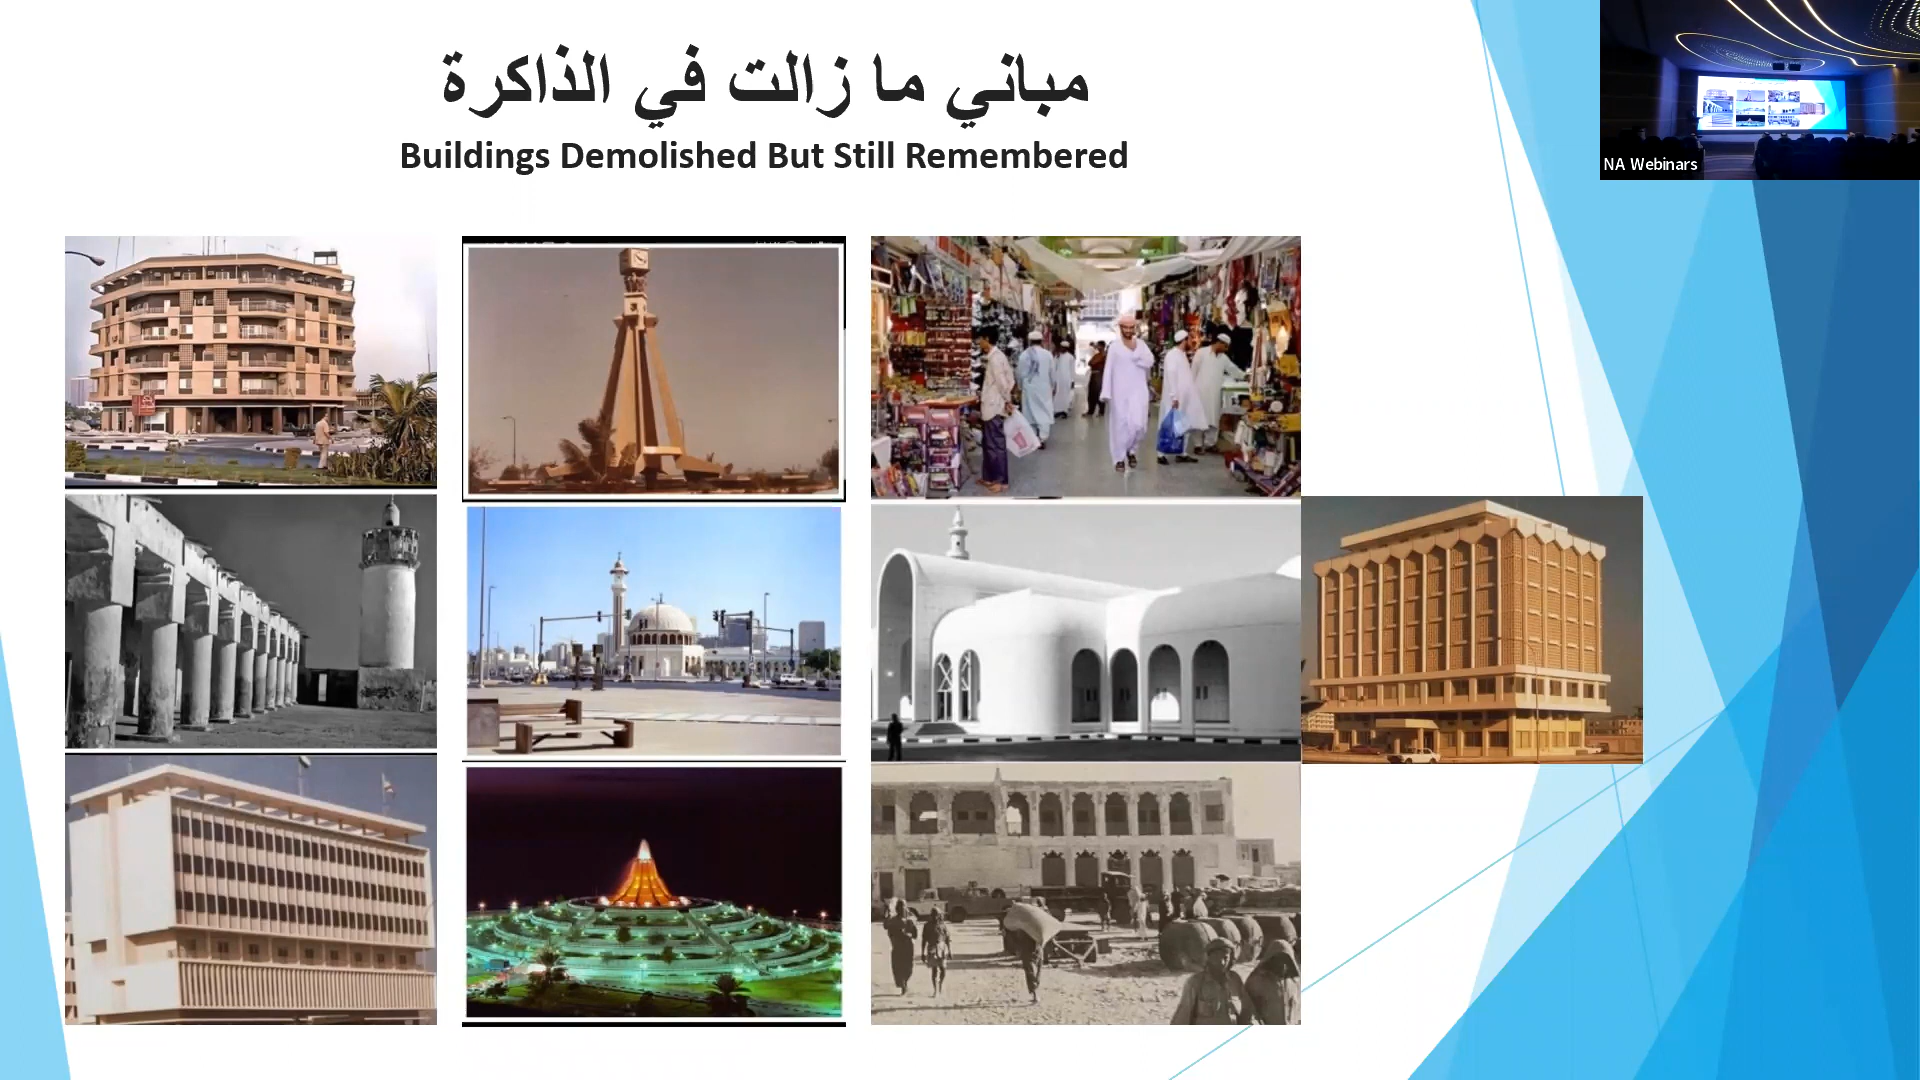 مباني ما زالت في الذاكرة
Buildings Demolished But Still Remembered
NA Webinars